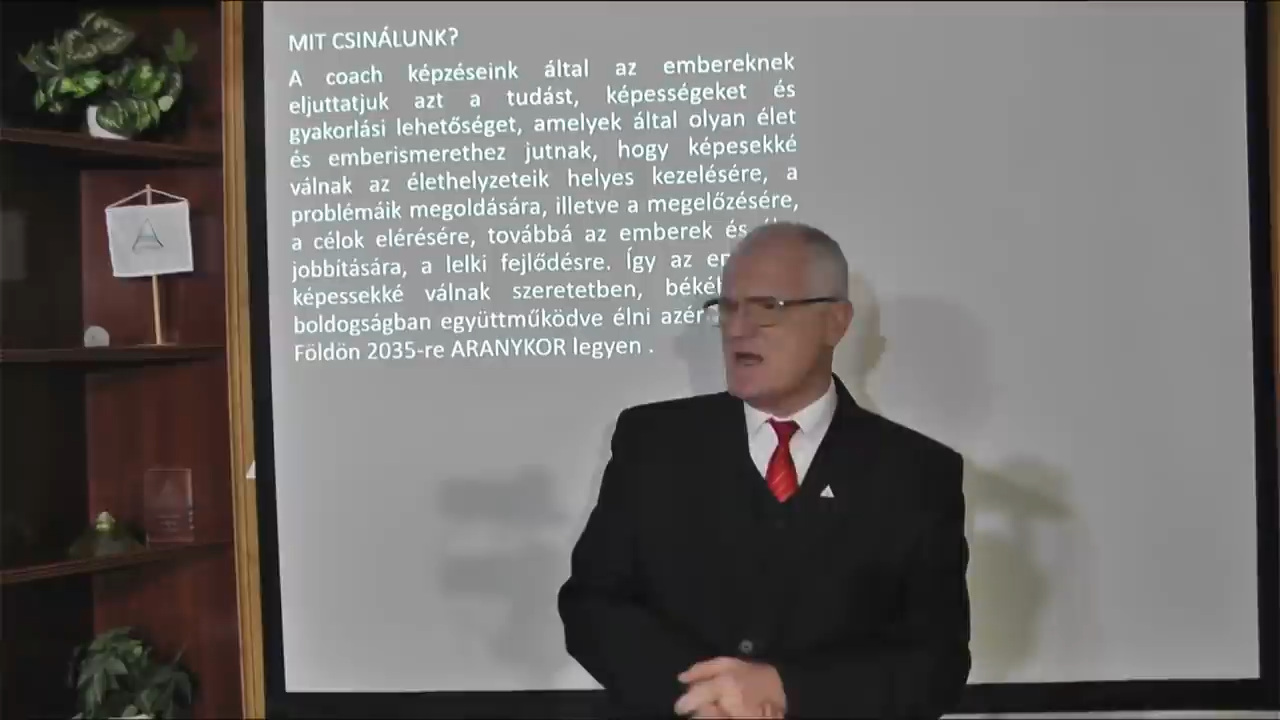 MIT CSINÁLUNK?
A coach képzéseink által az embereknek
eljuttatjuk azt a tudást, képességeket és
gyakorlási lehetőséget, amelyek által olyan élet
és emberismerethez jutnak, hogy képesekké
válnak az élethelyzeteik helyes kezelésére, a
problémáik megoldására, illetve a megelőzésére,
a célok elérésére, továbbá az emberek és
jobbítására, a lelki fejlődésre. Így az
képessekké válnak szeretetben,
boldogságban együttműködve élni
Földön 2035-re ARANYKOR legyen .